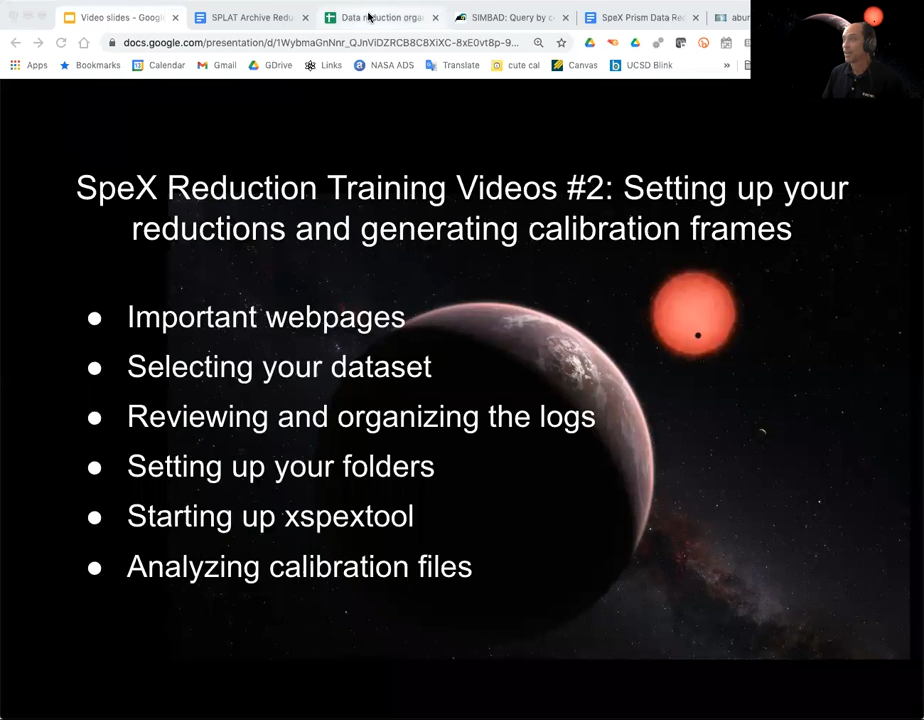 Video slides - Googl
SPLAT Archive Redu
Data reduction orga
SIMBAD: Query by c
SpeX Prism Data Re
abur
docs.google.com/presentation/d/1WybmaGnNnr_QJnViDZRCB8C8XiXC-8xE0vt8p-9...
Apps
Bookmarks
Calendar
Gmail
GDrive
Links
NASA ADS
Translate
cute cal
Canvas
UCSD Blink
SpeX Reduction Training Videos #2: Setting up your
reductions and generating calibration frames
● Important webpages
● Selecting your dataset
● Reviewing and organizing the logs
● Setting up your folders
● Starting up xspextool
● Analyzing calibration files